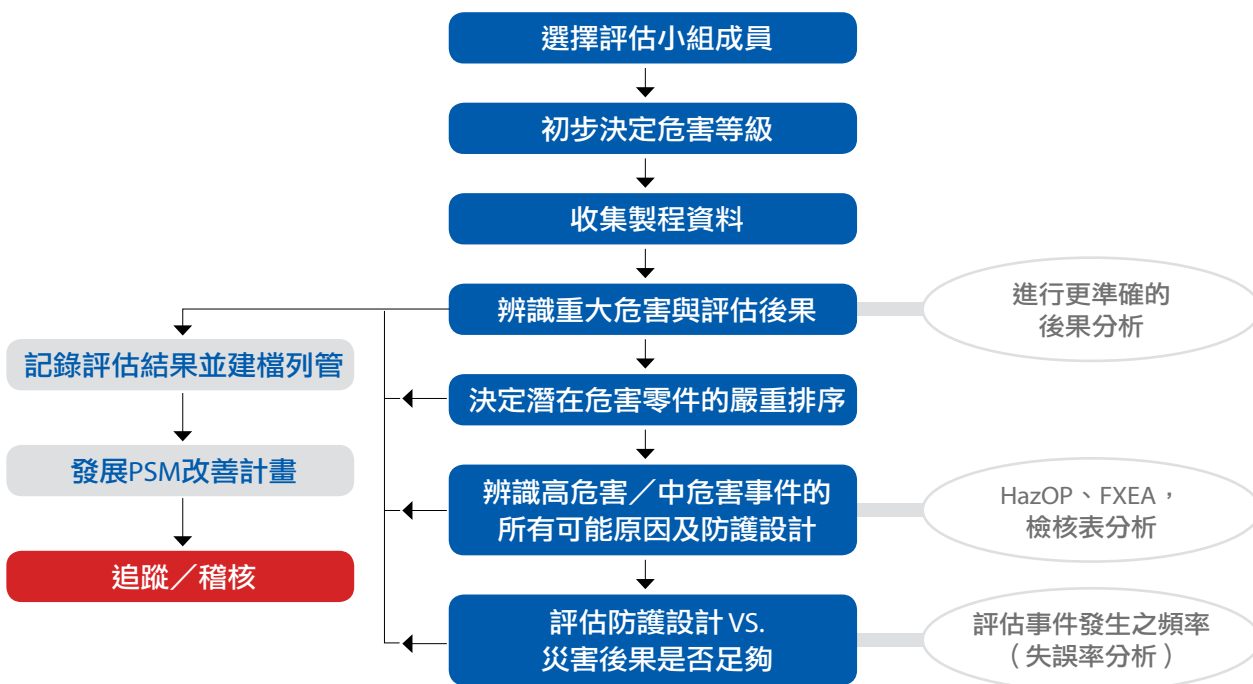 選擇評估小組成員
初步決定危害等級
收集製程資料
辨識重大危害與評估後果
進行更準確的
後果分析
記錄評估結果並建檔列管
決定潛在危害零件的嚴重排序
發展PSM改善計畫
辨識高危害／中危害事件的
所有可能原因及防護設計
HazOP、FXEA，
檢核表分析
追蹤／稽核
評估防護設計 VS.
災害後果是否足夠
評估事件發生之頻率
（失誤率分析）